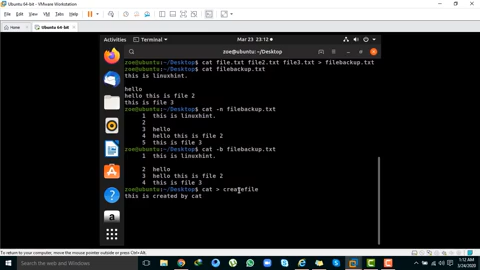 Ubuntu 64-bit - VMware Workstation
File Edit View VM Tabs Help
Home Ubuntu 64-bit
Activities Terminal Mar 23 23:12
zoe@ubuntu: ~/Desktop
zoe@ubuntu:~/Desktop$ cat file.txt file2.txt file3.txt > filebackup.txt
zoe@ubuntu:~/Desktop$ cat filebackup.txt
this is linuxhint.
hello
hello this is file 2
this is file 3
zoe@ubuntu:~/Desktop$ cat -n filebackup.txt
1 this is linuxhint.
2
3 hello
4 hello this is file 2
5 this is file 3
zoe@ubuntu:~/Desktop$ cat -b filebackup.txt
1 this is linuxhint.
2 hello
3 hello this is file 2
4 this is file 3
zoe@ubuntu:~/Desktop$ cat > createfile
this is created by cat
To return to your computer, move the mouse pointer outside or press Ctrl+Alt.
Search the web and Windows
1:12 AM
3/24/2020